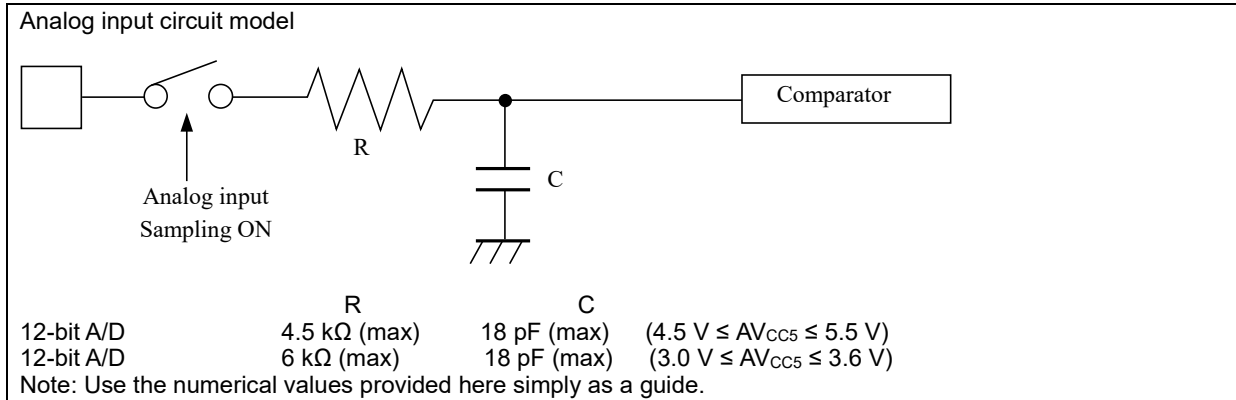 Analog input circuit model
Comparator
R
C
Analog input
Sampling ON
R C
12-bit A/D 4.5 kΩ (max) 18 pF (max) (4.5 V ≤ AVCC5 ≤ 5.5 V)
12-bit A/D 6 kΩ (max) 18 pF (max) (3.0 V ≤ AVCC5 ≤ 3.6 V)
Note: Use the numerical values provided here simply as a guide.